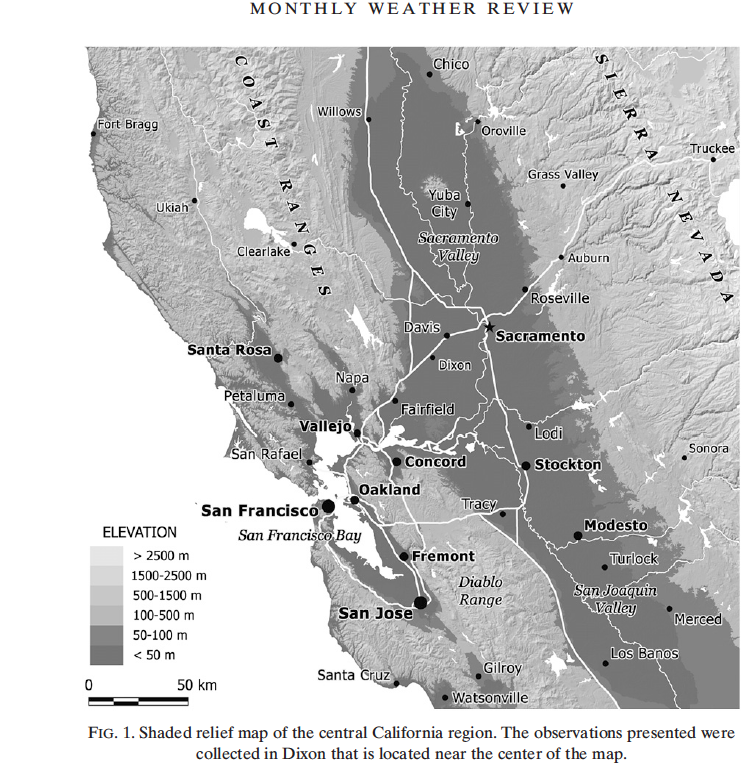 MONTHLY WEATHER REVIEW
COAST RANGES
SIERRA NEVADA
Chico
Willows
Fort Bragg
Oroville
Truckee
Grass Valley
Ukiah
Yuba
City
Sacramento
Valley
Clearlake
Auburn
Roseville
Davis
Sacramento
Santa Rosa
Dixon
Napa
Petaluma
Fairfield
Vallejo
Lodi
San Rafael
Concord
Stockton
Sonora
Oakland
San Francisco
Tracy
Modesto
San Francisco Bay
Fremont
Turlock
Diablo
Range
San Joaquin
Valley
San Jose
Merced
Los Banos
Santa Cruz
Gilroy
Watsonville
ELEVATION
> 2500 m
1500-2500 m
500-1500 m
100-500 m
50-100 m
< 50 m
0 50 km
FIG. 1. Shaded relief map of the central California region. The observations presented were
collected in Dixon that is located near the center of the map.